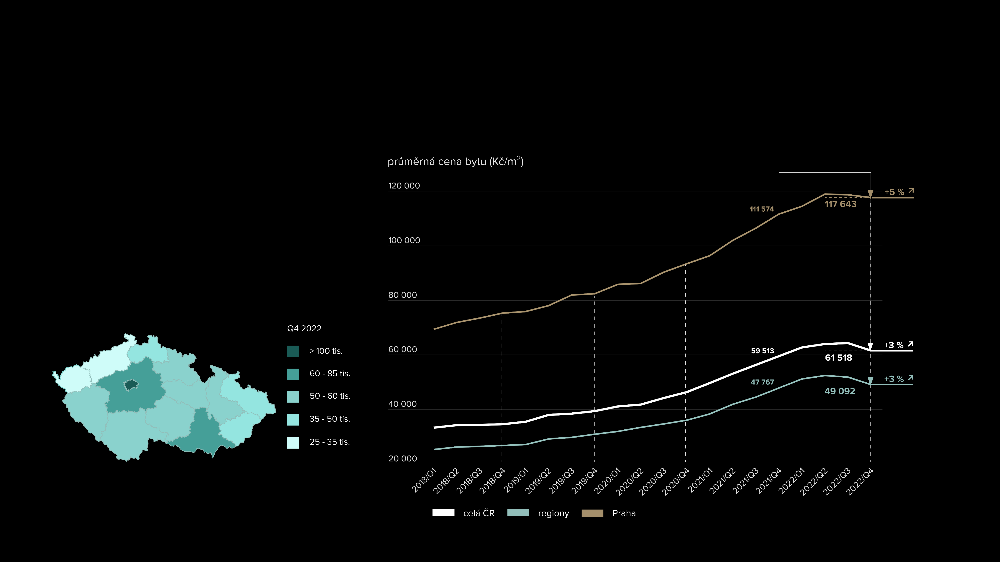 průměrná cena bytu (Kč/m²)
120 000
100 000
80 000
60 000
40 000
20 000
111 574
117 643
+5 %
59 513
61 518
+3 %
47 767
49 092
+3 %
2018/Q1
2018/Q2
2018/Q3
2018/Q4
2019/Q1
2019/Q2
2019/Q3
2019/Q4
2020/Q1
2020/Q2
2020/Q3
2020/Q4
2021/Q1
2021/Q2
2021/Q3
2021/Q4
2022/Q1
2022/Q2
2022/Q3
2022/Q4
celá ČR
regiony
Praha
Q4 2022
> 100 tis.
60 - 85 tis.
50 - 60 tis.
35 - 50 tis.
25 - 35 tis.